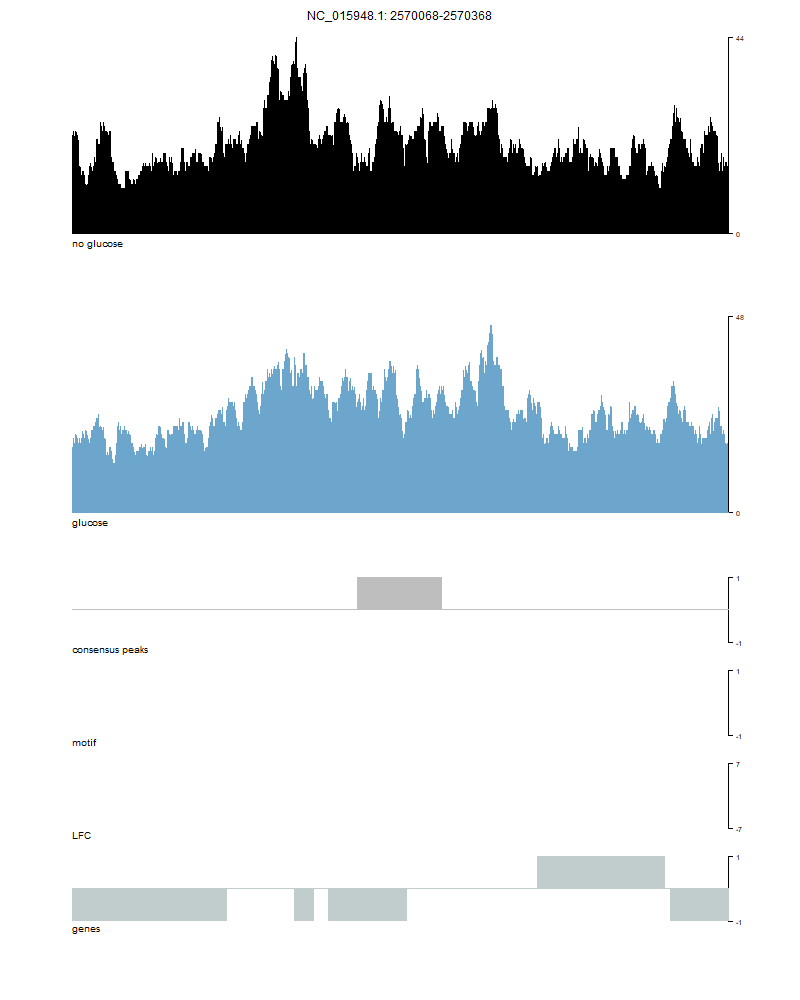 NC_015948.1: 2570068-2570368
44
0
no glucose
48
0
glucose
1
-1
consensus peaks
1
-1
motif
7
-7
LFC
1
-1
genes